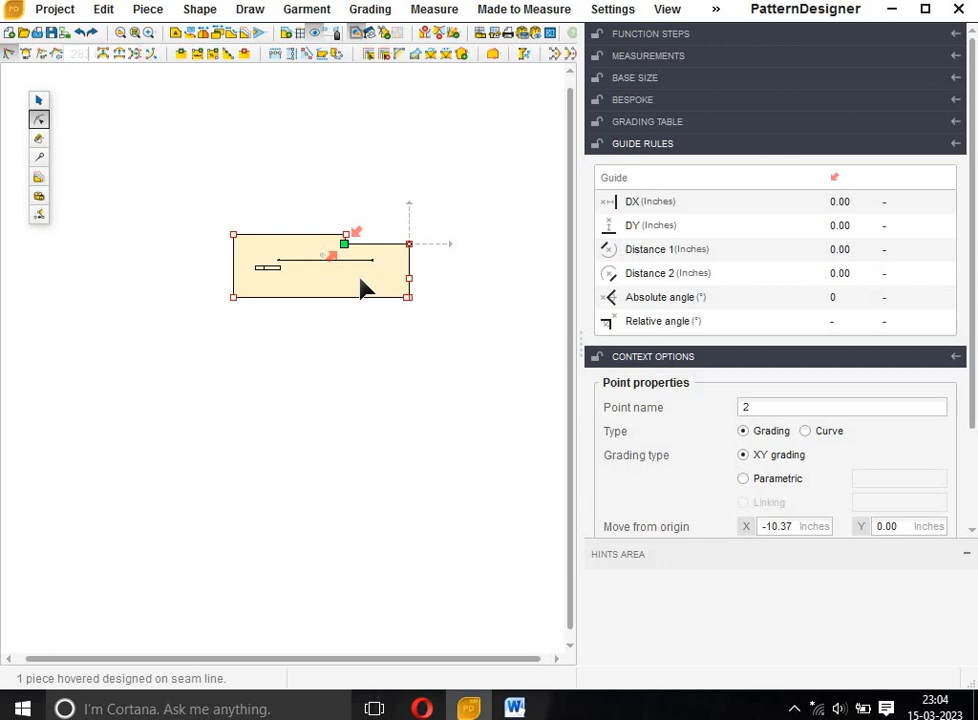 Project Edit Piece Shape Draw Garment Grading Measure Made to Measure Settings View » PatternDesigner
FUNCTION STEPS
MEASUREMENTS
BASE SIZE
BESPOKE
GRADING TABLE
GUIDE RULES
Guide
DX (Inches) 0.00 -
DY (Inches) 0.00 -
Distance 1 (Inches) 0.00 -
Distance 2 (Inches) 0.00 -
Absolute angle (°) 0 -
Relative angle (°) - -
CONTEXT OPTIONS
Point properties
Point name 2
Type Grading Curve
Grading type XY grading
Parametric
Linking
Move from origin X -10.37 Inches Y 0.00 Inches
HINTS AREA
1 piece hovered designed on seam line.
I'm Cortana. Ask me anything.
23:04
15-03-2023